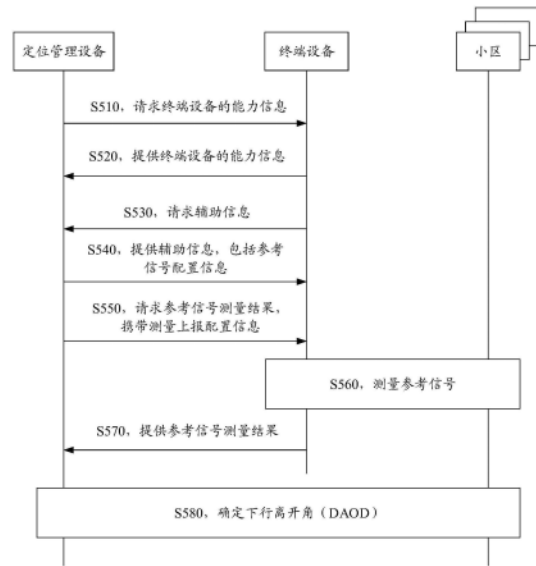 定位管理设备
终端设备
小区
S510，请求终端设备的能力信息
S520，提供终端设备的能力信息
S530，请求辅助信息
S540，提供辅助信息，包括参考
信号配置信息
S550，请求参考信号测量结果，
携带测量上报配置信息
S560，测量参考信号
S570，提供参考信号测量结果
S580、确定下行离开角（DAOD）